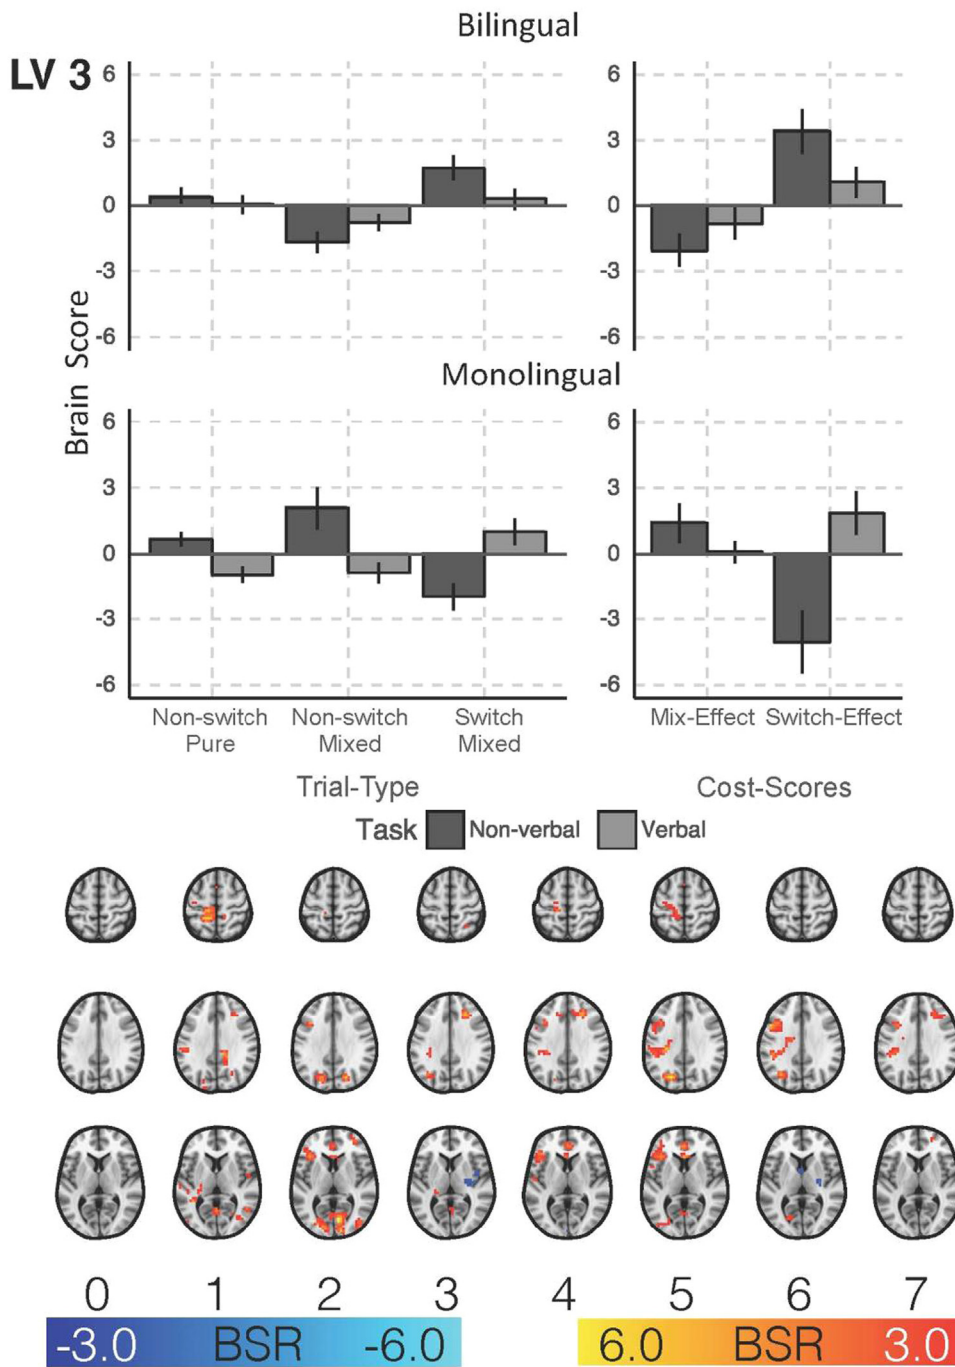 Bilingual
LV 3
6
3
0
-3
-6
6
3
0
-3
-6
Brain Score
Monolingual
6
3
0
-3
-6
6
3
0
-3
-6
Non-switch Pure
Non-switch Mixed
Switch Mixed
Mix-Effect
Switch-Effect
Trial-Type
Cost-Scores
Task Non-verbal Verbal
0 1 2 3 4 5 6 7
-3.0 BSR -6.0
6.0 BSR 3.0